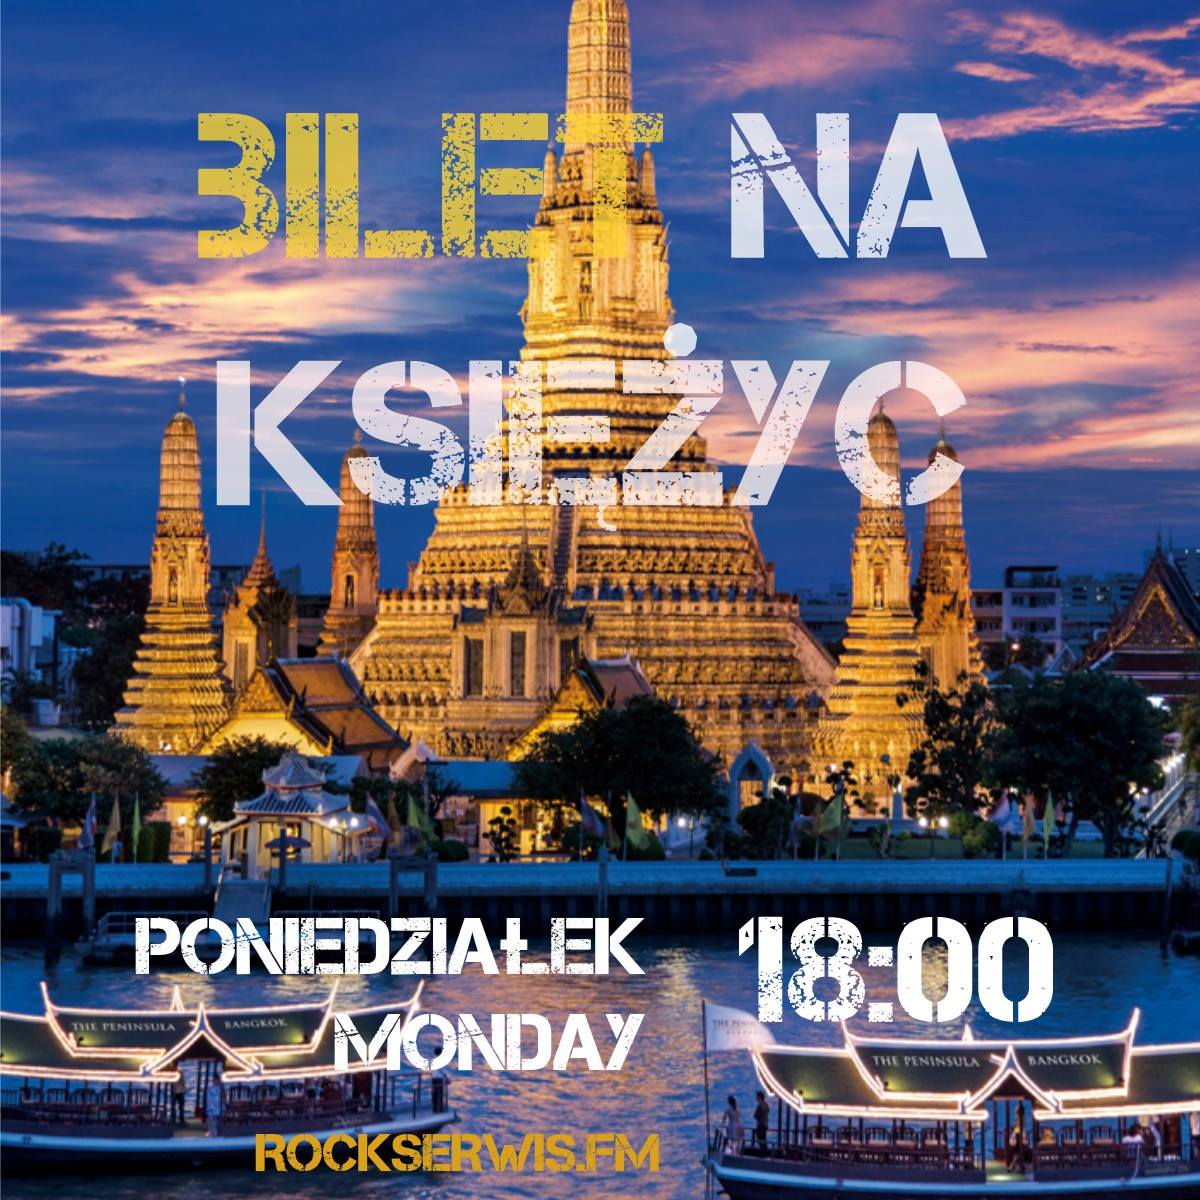 BILET NA
KSIĘŻYC
PONIEDZIAŁEK
18:00
MONDAY
THE PENINSULA BANGKOK
THE PENINSULA BANGKOK
ROCKSERWIS.FM